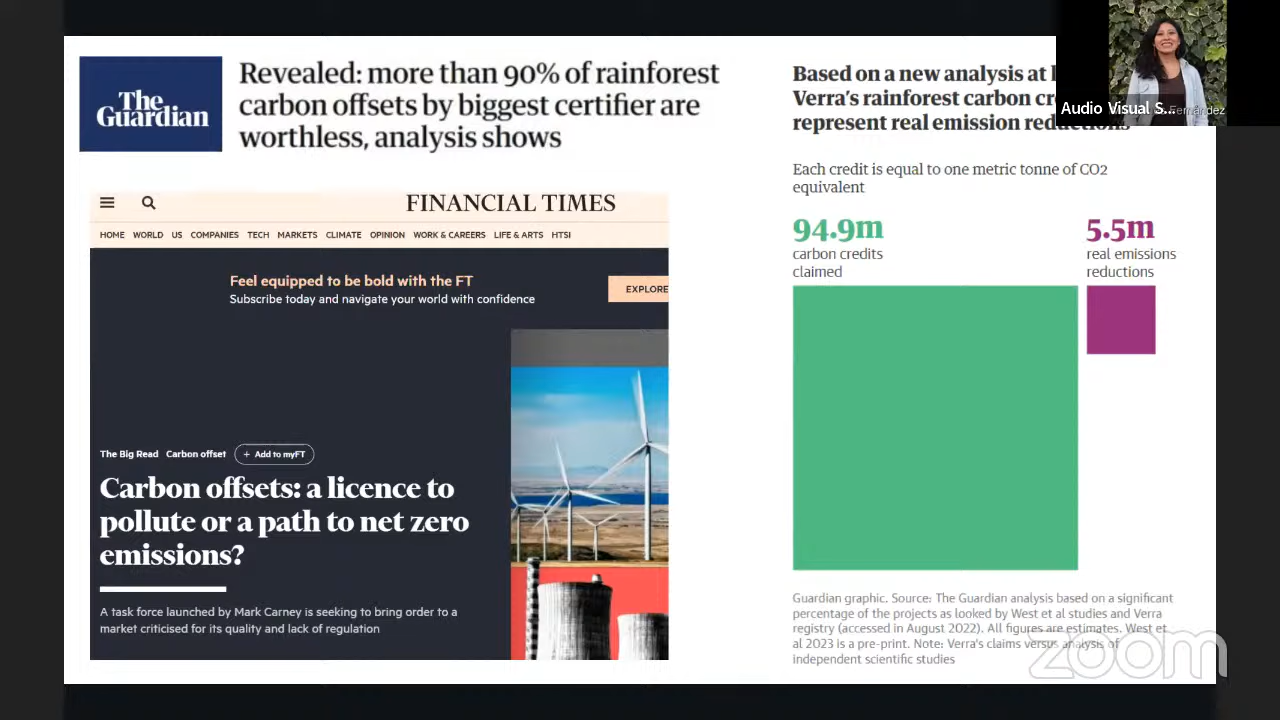 The
Guardian
Revealed: more than 90% of rainforest
carbon offsets by biggest certifier are
worthless, analysis shows
FINANCIAL TIMES
HOME WORLD US COMPANIES TECH MARKETS CLIMATE OPINION WORK & CAREERS LIFE & ARTS HTSI
Feel equipped to be bold with the FT
Subscribe today and navigate your world with confidence
EXPLORE
The Big Read Carbon offset + Add to myFT
Carbon offsets: a licence to
pollute or a path to net zero
emissions?
A task force launched by Mark Carney is seeking to bring order to a
market criticised for its quality and lack of regulation
Based on a new analysis at
Verra's rainforest carbon
represent real emission reductions
Each credit is equal to one metric tonne of CO2
equivalent
94.9m
carbon credits
claimed
5.5m
real emissions
reductions
Guardian graphic. Source: The Guardian analysis based on a significant
percentage of the projects as looked by West et al studies and Verra
registry (accessed in August 2022). All figures are estimates. West et
al 2023 is a pre-print. Note: Verra's claims versus analysis of
independent scientific studies
Audio Visual S...
Fernández
zoom